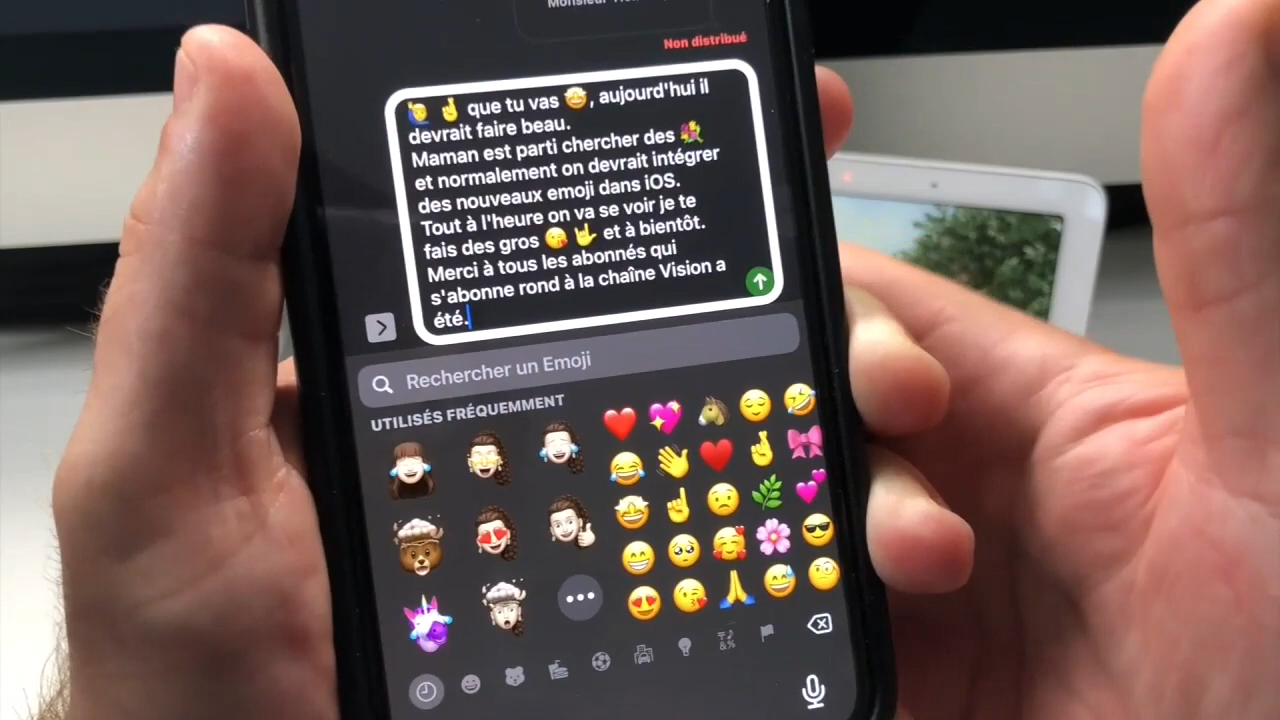 Monsieur
Non distribué
🙋‍♂️ 🤞 que tu vas 🤩, aujourd'hui il
devrait faire beau.
Maman est parti chercher des 💐
et normalement on devrait intégrer
des nouveaux emoji dans iOS.
Tout à l'heure on va se voir je te
fais des gros 😘 🤟 et à bientôt.
Merci à tous les abonnés qui
s'abonne rond à la chaîne Vision a
été.
Rechercher un Emoji
UTILISÉS FRÉQUEMMENT